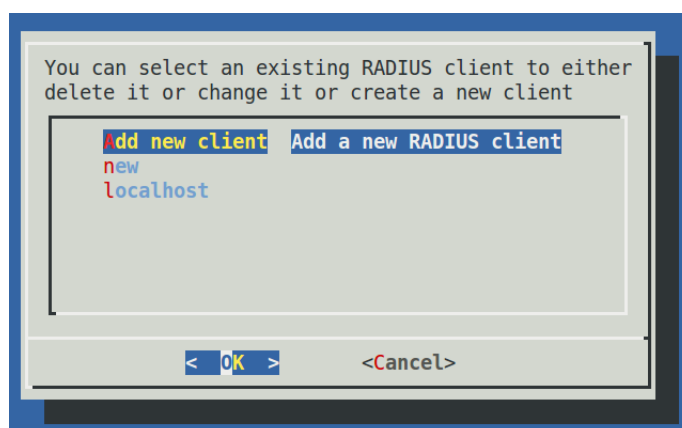 You can select an existing RADIUS client to either
delete it or change it or create a new client
Add new client  Add a new RADIUS client
new
localhost
<  OK  >  <Cancel>